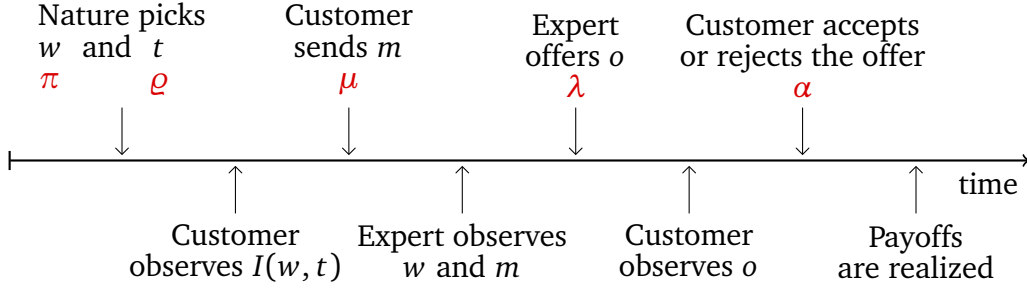 Nature picks
w and t
π ϱ
Customer
sends m
μ
Expert
offers o
λ
Customer accepts
or rejects the offer
α
time
Customer
observes I(w, t)
Expert observes
w and m
Customer
observes o
Payoffs
are realized